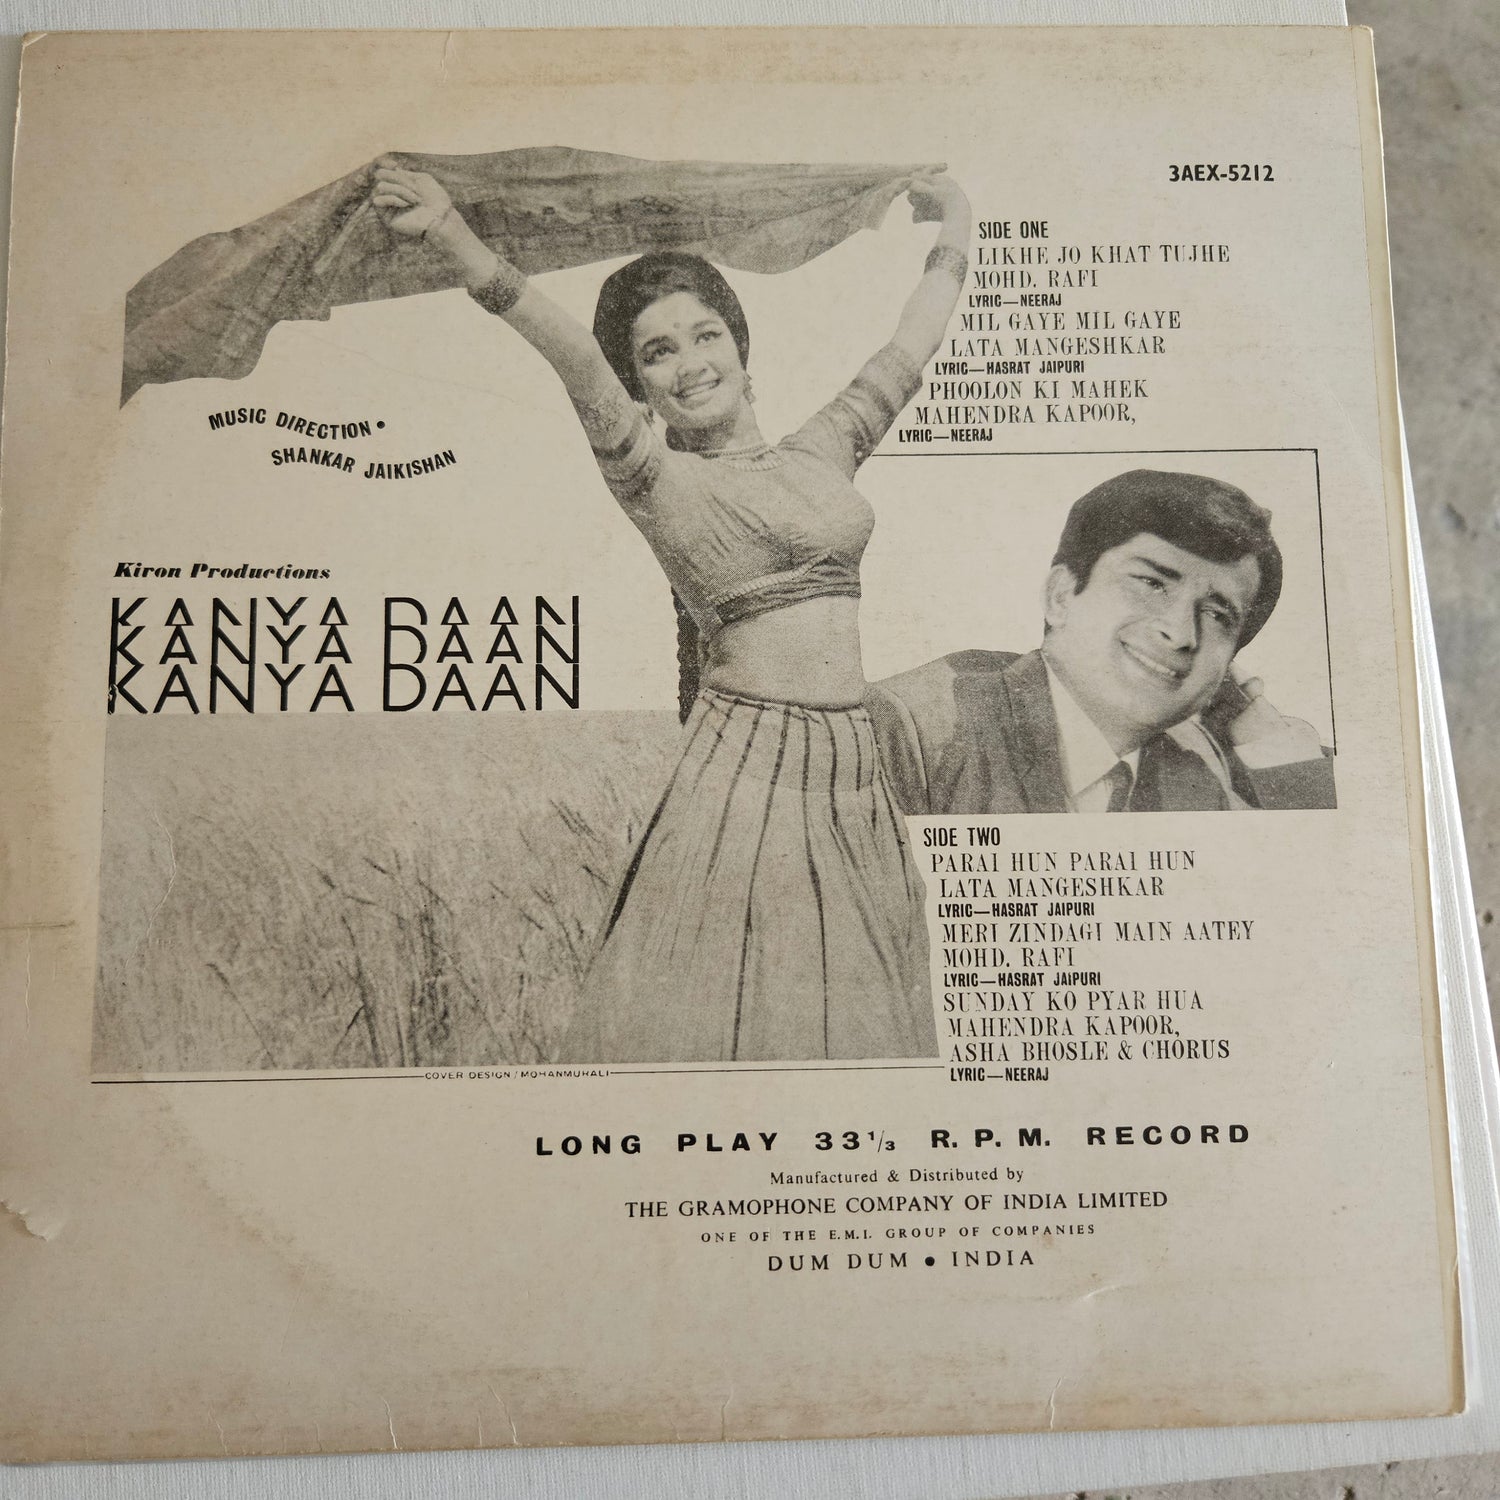 3AEX-5212
SIDE ONE
LIKHE JO KHAT TUJHE
MOHD. RAFI
LYRIC—NEERAJ
MIL GAYE MIL GAYE
LATA MANGESHKAR
LYRIC—HASRAT JAIPURI
PHOOLON KI MAHEK
MAHENDRA KAPOOR,
LYRIC—NEERAJ
MUSIC DIRECTION •
SHANKAR JAIKISHAN
Kiron Productions
KANYA DAAN
KANYA DAAN
KANYA DAAN
SIDE TWO
PARAI HUN PARAI HUN
LATA MANGESHKAR
LYRIC—HASRAT JAIPURI
MERI ZINDAGI MAIN AATEY
MOHD. RAFI
LYRIC—HASRAT JAIPURI
SUNDAY KO PYAR HUA
MAHENDRA KAPOOR,
ASHA BHOSLE & CHORUS
LYRIC—NEERAJ
COVER DESIGN / MOHANMURALI
LONG PLAY 33 1/3 R. P. M. RECORD
Manufactured & Distributed by
THE GRAMOPHONE COMPANY OF INDIA LIMITED
ONE OF THE E.M.I. GROUP OF COMPANIES
DUM DUM • INDIA